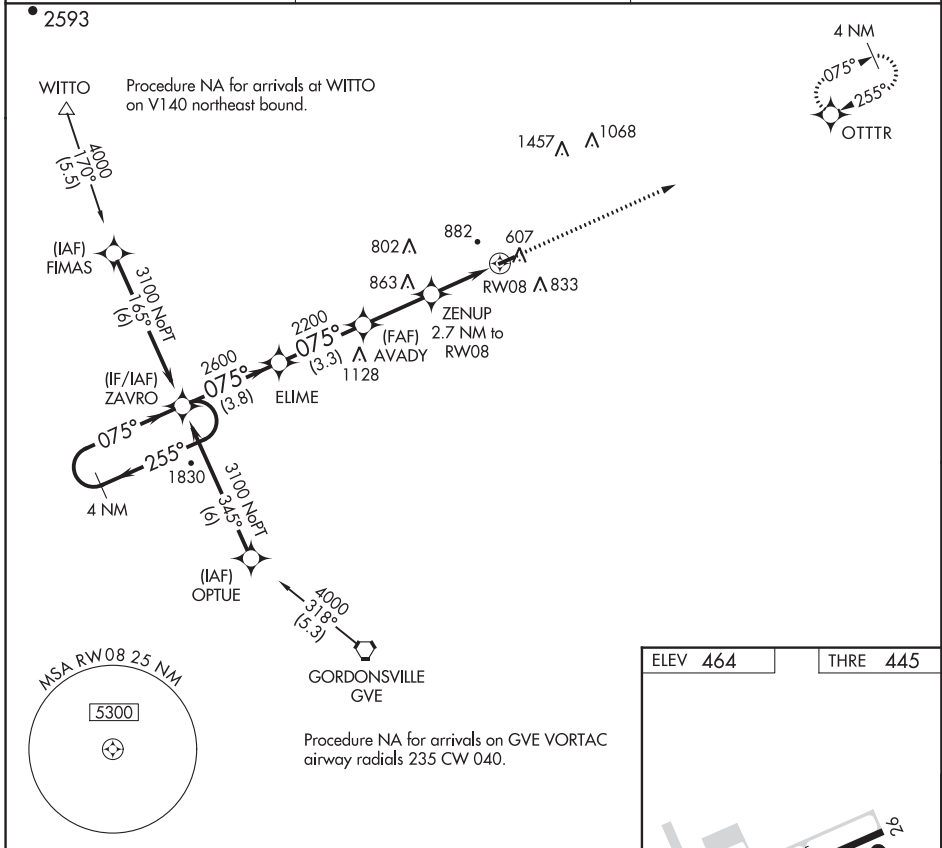 2593
WITTO
Procedure NA for arrivals at WITTO
on V140 northeast bound.
4 NM
075°
255°
OTTTR
4000
170°
(5.5)
1457
1068
(IAF)
FIMAS
3100 NoPT
165°
(6)
802
882
607
863
RW08
833
ZENUP
2.7 NM to
RW08
2200
075°
(3.3)
(FAF)
AVADY
1128
2600
075°
(3.8)
ELIME
(IF/IAF)
ZAVRO
075°
255°
1830
4 NM
3100 NoPT
345°
(6)
(IAF)
OPTUE
4000
318°
(5.3)
GORDONSVILLE
GVE
MSA RW08 25 NM
5300
Procedure NA for arrivals on GVE VORTAC
airway radials 235 CW 040.
ELEV 464
THRE 445
26